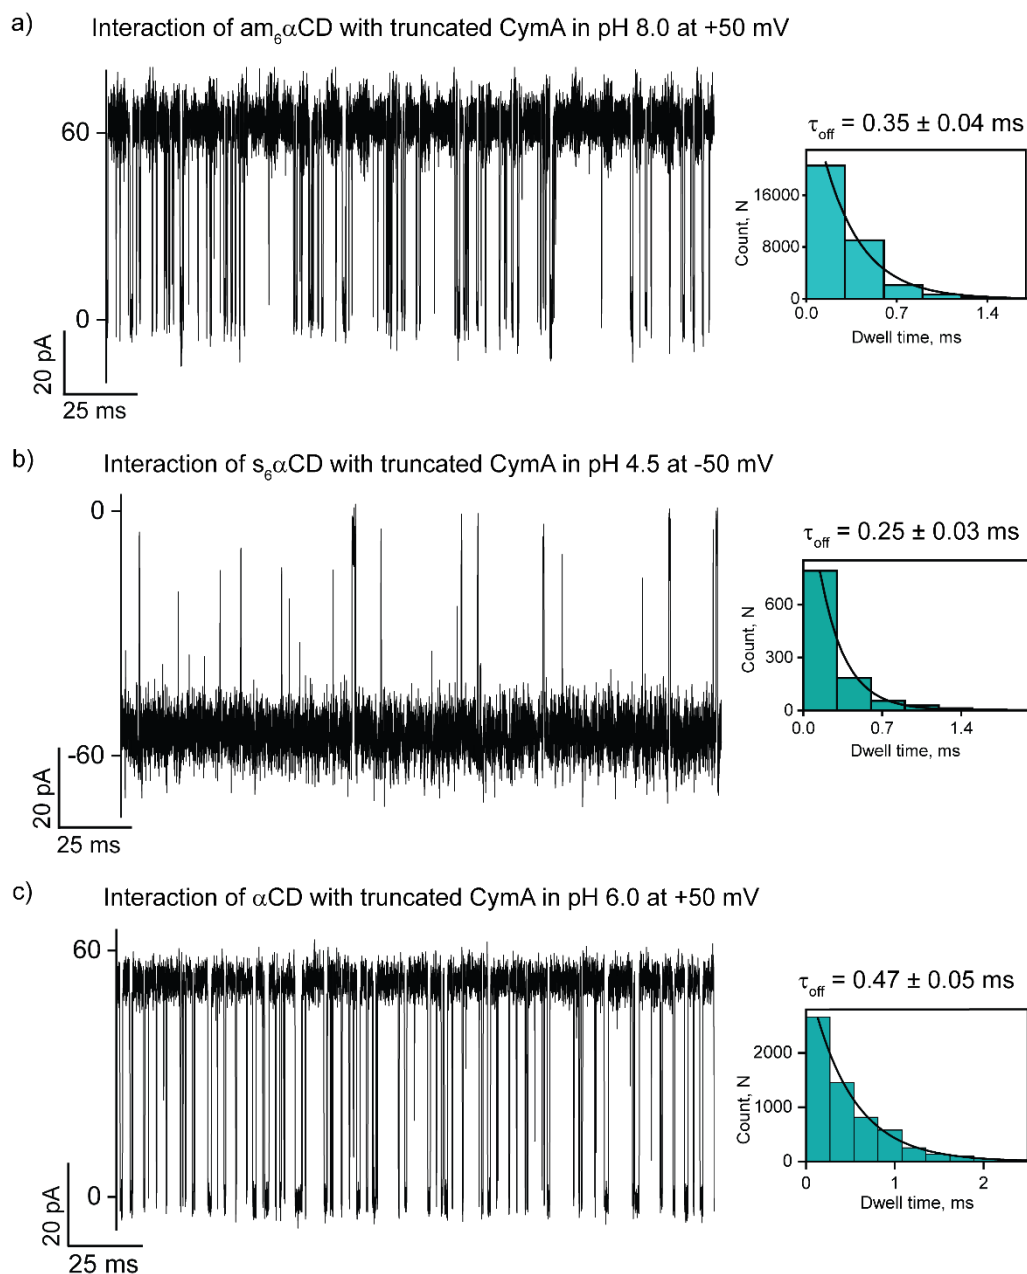 a) Interaction of am₆αCD with truncated CymA in pH 8.0 at +50 mV
60
0
20 pA
25 ms
τoff = 0.35 ± 0.04 ms
Count, N
16000
8000
0
0.0 0.7 1.4
Dwell time, ms
b) Interaction of s₆αCD with truncated CymA in pH 4.5 at -50 mV
0
-60
20 pA
25 ms
τoff = 0.25 ± 0.03 ms
Count, N
600
300
0
0.0 0.7 1.4
Dwell time, ms
c) Interaction of αCD with truncated CymA in pH 6.0 at +50 mV
60
0
20 pA
25 ms
τoff = 0.47 ± 0.05 ms
Count, N
2000
1000
0
0 1 2
Dwell time, ms